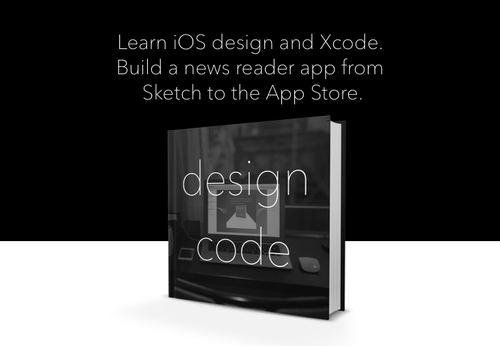 Learn iOS design and Xcode.
Build a news reader app from
Sketch to the App Store.
design
code